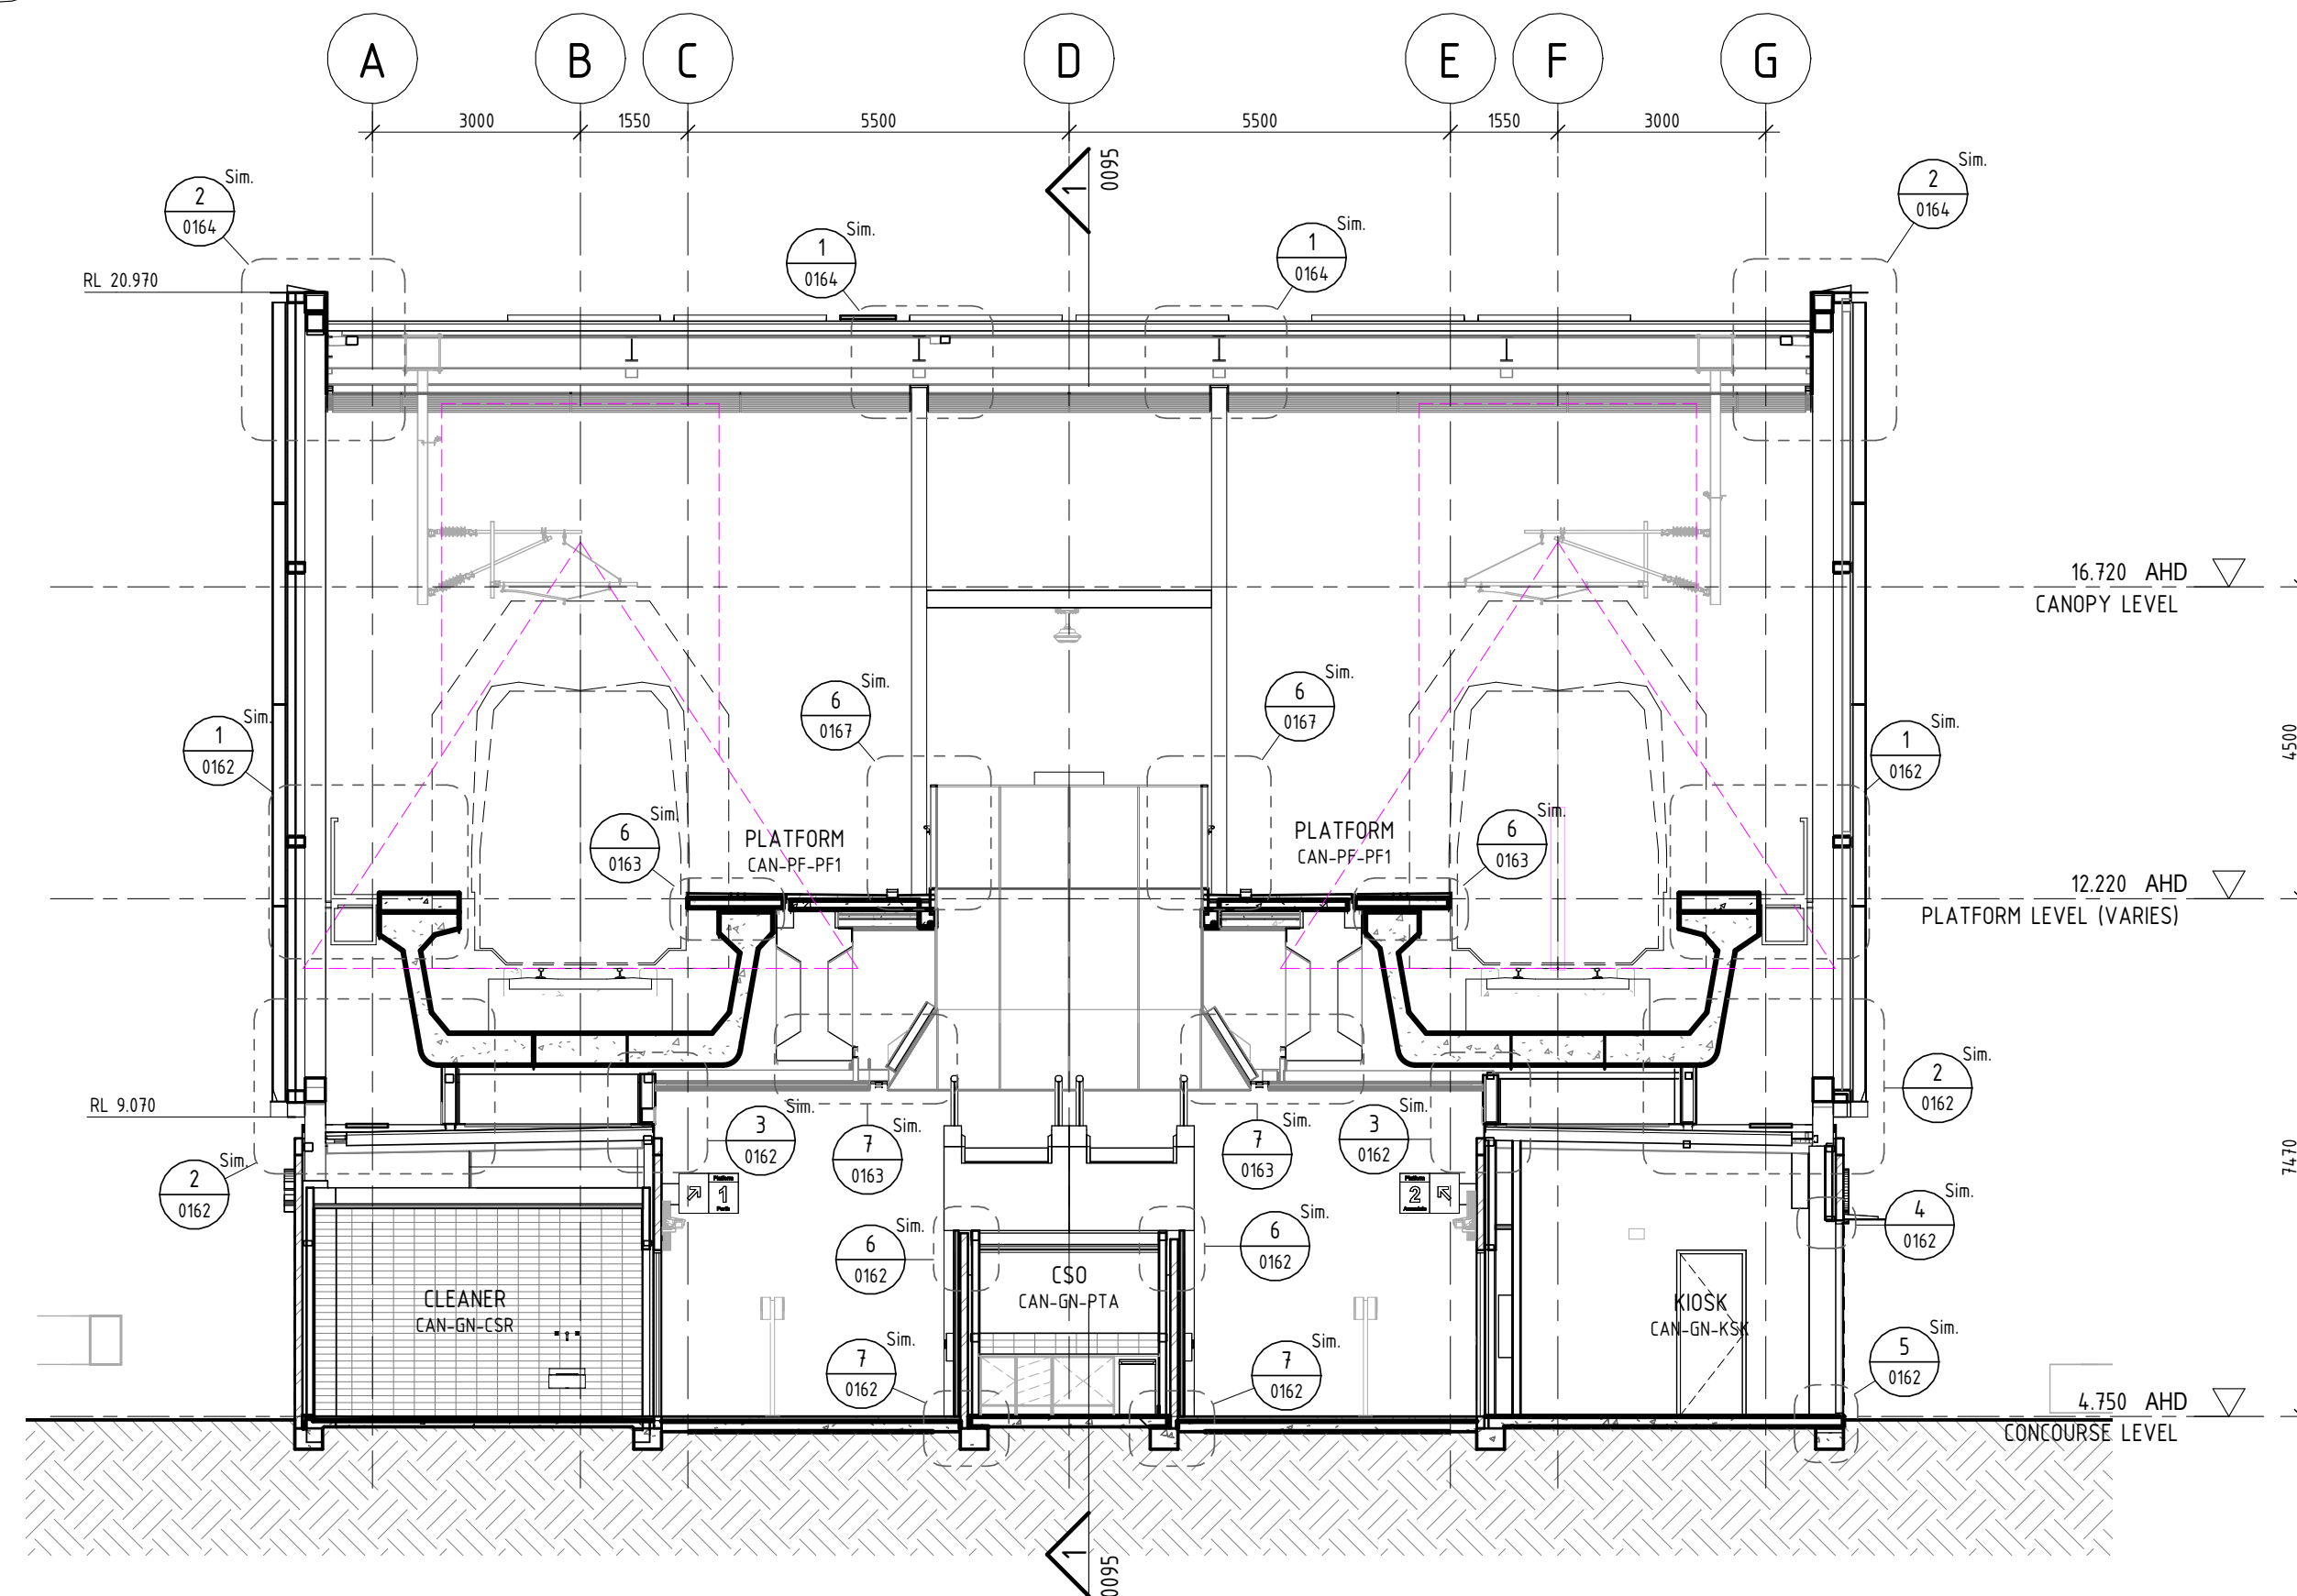 A B C D E F G
3000 1550 5500 5500 1550 3000
1
0095
2
0164
Sim.
1
0164
Sim.
1
0164
Sim.
2
0164
Sim.
RL 20.970
16.720 AHD
CANOPY LEVEL
6
0167
Sim.
6
0167
Sim.
1
0162
Sim.
1
0162
Sim.
4500
6
0163
Sim.
PLATFORM
CAN-PF-PF1
PLATFORM
CAN-PF-PF1
6
0163
Sim.
12.220 AHD
PLATFORM LEVEL (VARIES)
RL 9.070
2
0162
Sim.
3
0162
Sim.
7
0163
Sim.
7
0163
Sim.
3
0162
Sim.
2
0162
Sim.
7470
Platform
1
Perth
Platform
2
Armadale
4
0162
Sim.
6
0162
Sim.
6
0162
Sim.
CSO
CAN-GN-PTA
CLEANER
CAN-GN-CSR
KIOSK
CAN-GN-KSK
7
0162
Sim.
7
0162
Sim.
5
0162
Sim.
4.750 AHD
CONCOURSE LEVEL
1
0095